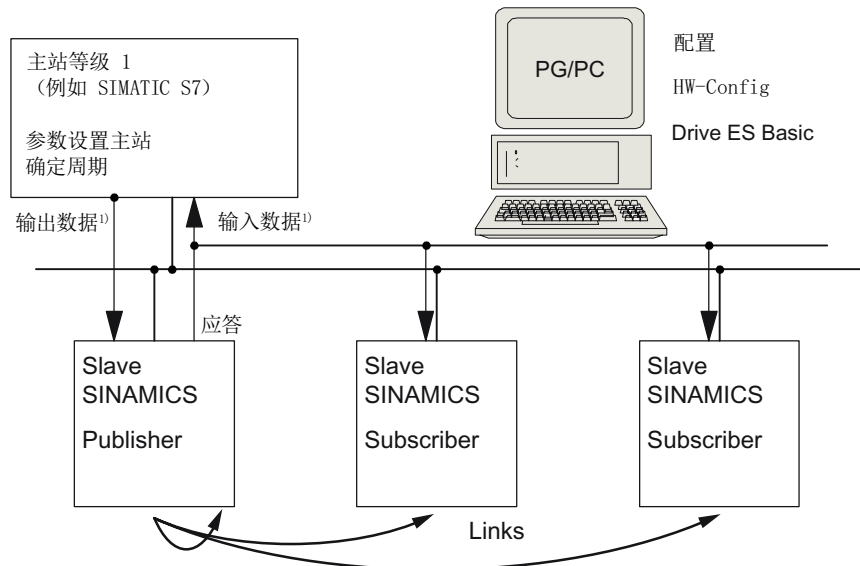 主站等级 1
（例如 SIMATIC S7）
参数设置主站
确定周期
PG/PC
配置
HW-Config
Drive ES Basic
输出数据1)
输入数据1)
应答
Slave
SINAMICS
Publisher
Slave
SINAMICS
Subscriber
Slave
SINAMICS
Subscriber
Links